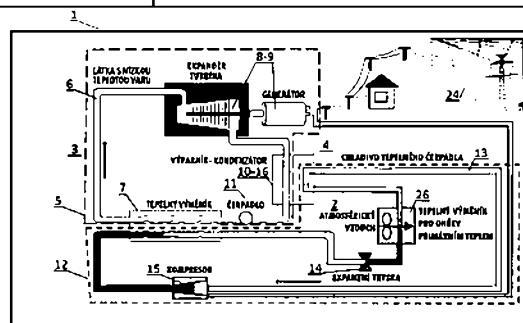 1
EXPANDÉR
TURBÍNA
8-9
LÁTKA S NÍZKOU
TEPLOTOU VARU
6
GENERÁTOR
24
3
VÝPARNÍK-KONDENZÁTOR
4
10-16
CHLADIVO TEPELNÉHO ČERPADLA
13
7
11
TEPELNÝ VÝMĚNÍK
ČERPADLO
2
26
5
ATMOSFÉRICKÝ
VZDUCH
TEPELNÝ VÝMĚNÍK
PRO OHŘEV
PRIMÁRNÍM TEPLEM
12
15
KOMPRESOR
14
EXPANZNÍ TRYSKA